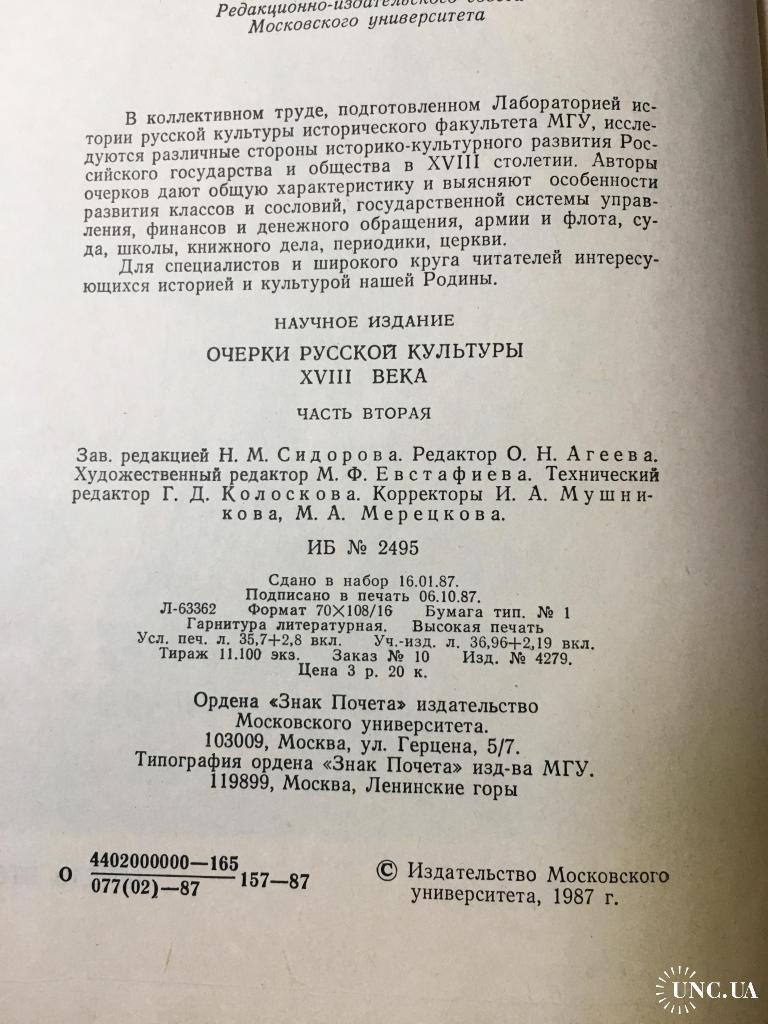 Редакционно-издательского совета
Московского университета
В коллективном труде, подготовленном Лабораторией ис-
тории русской культуры исторического факультета МГУ, иссле-
дуются различные стороны историко-культурного развития Рос-
сийского государства и общества в XVIII столетии. Авторы
очерков дают общую характеристику и выясняют особенности
развития классов и сословий, государственной системы управ-
ления, финансов и денежного обращения, армии и флота, су-
да, школы, книжного дела, периодики, церкви.
Для специалистов и широкого круга читателей интересу-
ющихся историей и культурой нашей Родины.
НАУЧНОЕ ИЗДАНИЕ
ОЧЕРКИ РУССКОЙ КУЛЬТУРЫ
XVIII ВЕКА
ЧАСТЬ ВТОРАЯ
Зав. редакцией Н. М. Сидорова. Редактор О. Н. Агеева.
Художественный редактор М. Ф. Евстафиева. Технический
редактор Г. Д. Колоскова. Корректоры И. А. Мушни-
кова, М. А. Мерецкова.
ИБ № 2495
Сдано в набор 16.01.87.
Подписано в печать 06.10.87.
Л-63362 Формат 70×108/16 Бумага тип. № 1
Гарнитура литературная. Высокая печать
Усл. печ. л. 35,7+2,8 вкл. Уч.-изд. л. 36,96+2,19 вкл.
Тираж 11.100 экз. Заказ № 10 Изд. № 4279.
Цена 3 р. 20 к.
Ордена «Знак Почета» издательство
Московского университета.
103009, Москва, ул. Герцена, 5/7.
Типография ордена «Знак Почета» изд-ва МГУ.
119899, Москва, Ленинские горы
О 4402000000—165
077(02)—87 157—87
© Издательство Московского
университета, 1987 г.
UNC.UA